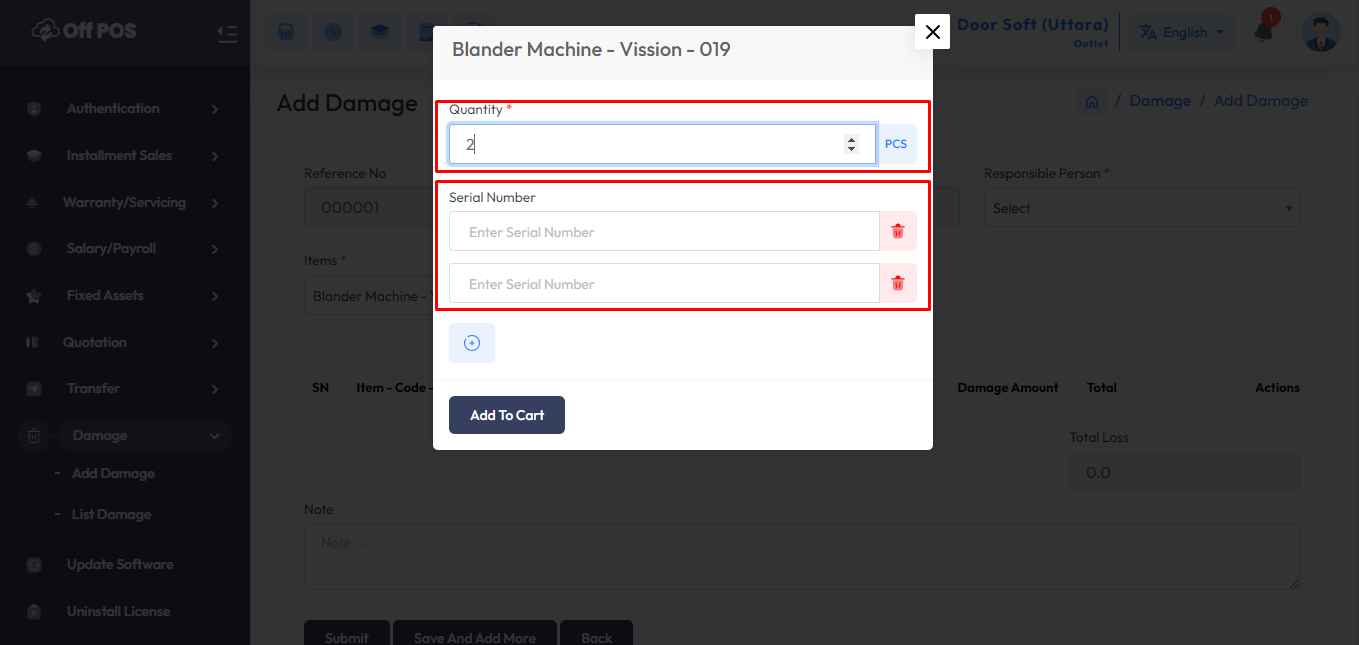 Off POS
Door Soft (Uttara)
Outlet
English
1
Blander Machine - Vission - 019
Authentication
Installment Sales
Warranty/Servicing
Salary/Payroll
Fixed Assets
Quotation
Transfer
Damage
- Add Damage
- List Damage
Update Software
Uninstall License
Add Damage
/ Damage / Add Damage
Reference No
000001
Responsible Person *
Select
Items *
Blander Machine -
Quantity *
2
PCS
Serial Number
Enter Serial Number
Enter Serial Number
Add To Cart
SN
Item - Code -
Damage Amount
Total
Actions
Total Loss
0.0
Note
Note ...
Submit
Save And Add More
Back